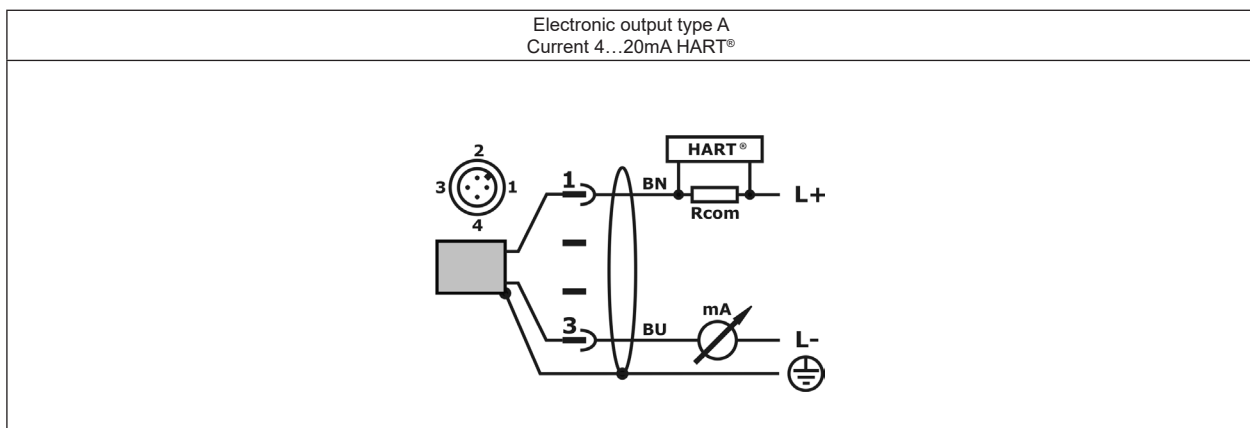 Electronic output type A
Current 4…20mA HART®
HART®
2
3
1
4
1
BN
Rcom
L+
mA
3
BU
L-